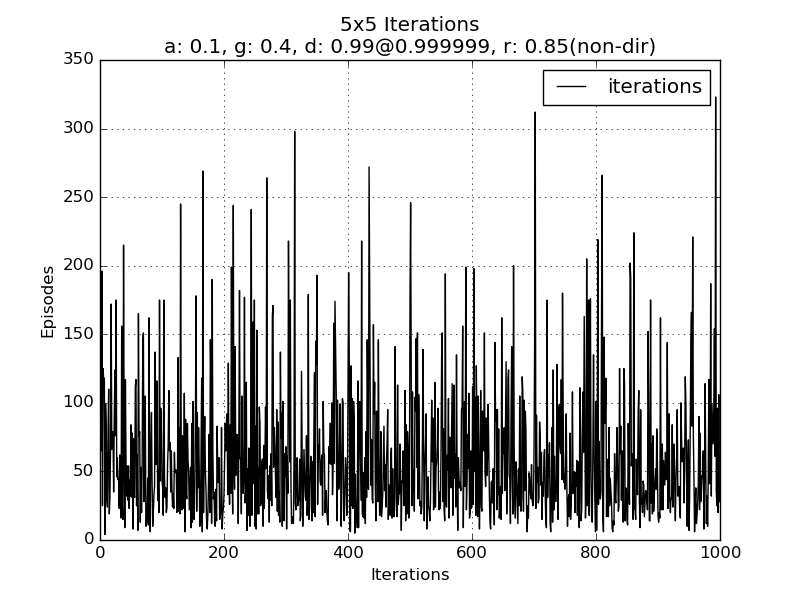 5x5 Iterations
a: 0.1, g: 0.4, d: 0.99@0.999999, r: 0.85(non-dir)
350
300
250
200
150
100
50
0
Episodes
iterations
0 200 400 600 800 1000
Iterations